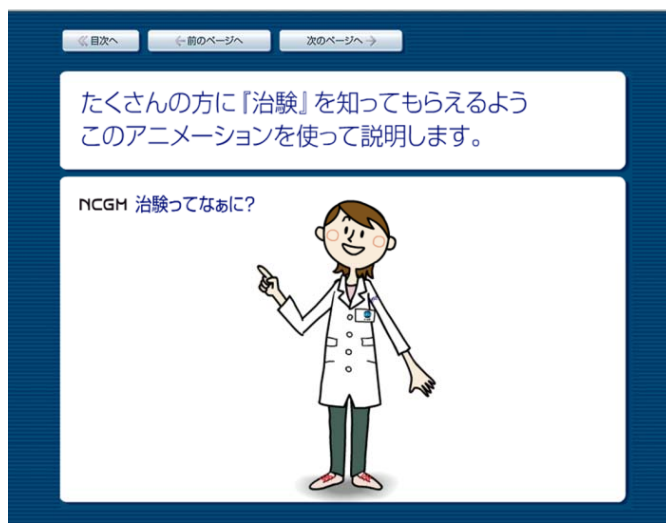 ≪目次へ
←前のページへ
次のページへ→
たくさんの方に『治験』を知ってもらえるよう
このアニメーションを使って説明します。
NCGM 治験ってなぁに?